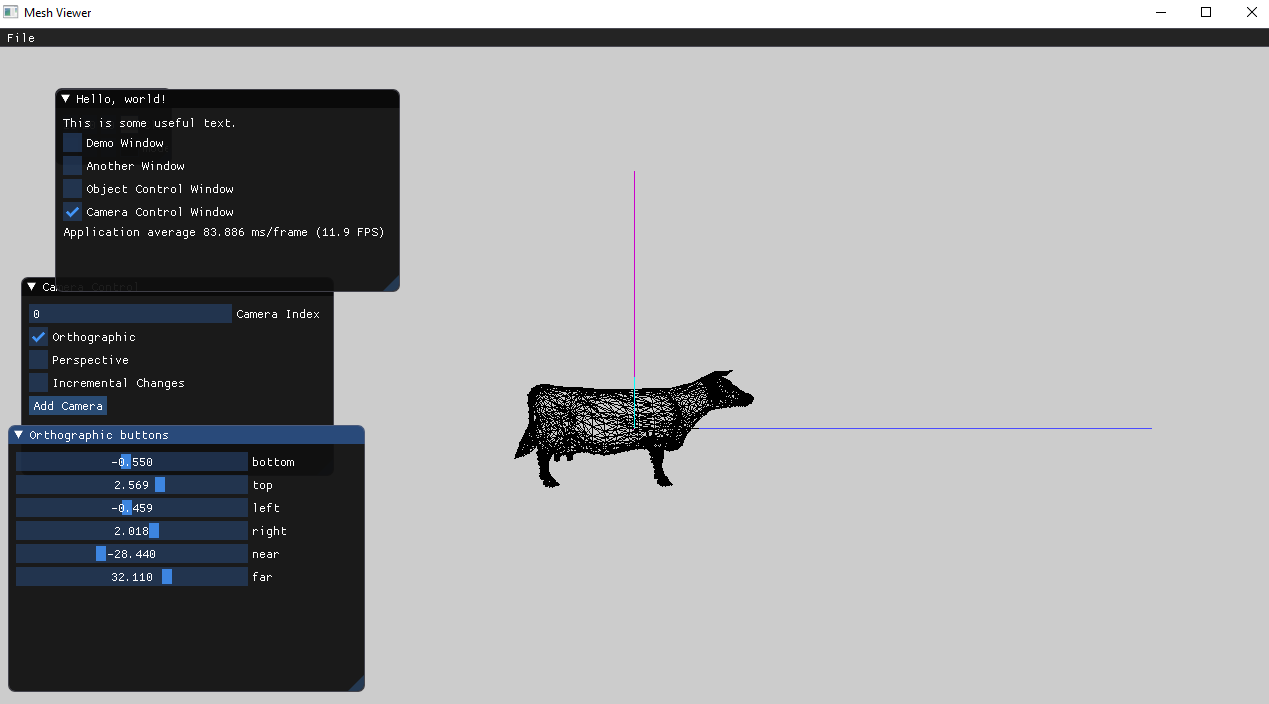 Mesh Viewer
File
Hello, world!
This is some useful text.
Demo Window
Another Window
Object Control Window
Camera Control Window
Application average 83.886 ms/frame (11.9 FPS)
Camera Control
0 Camera Index
Orthographic
Perspective
Incremental Changes
Add Camera
Orthographic buttons
-0.550 bottom
2.569 top
-0.459 left
2.018 right
-28.440 near
32.110 far